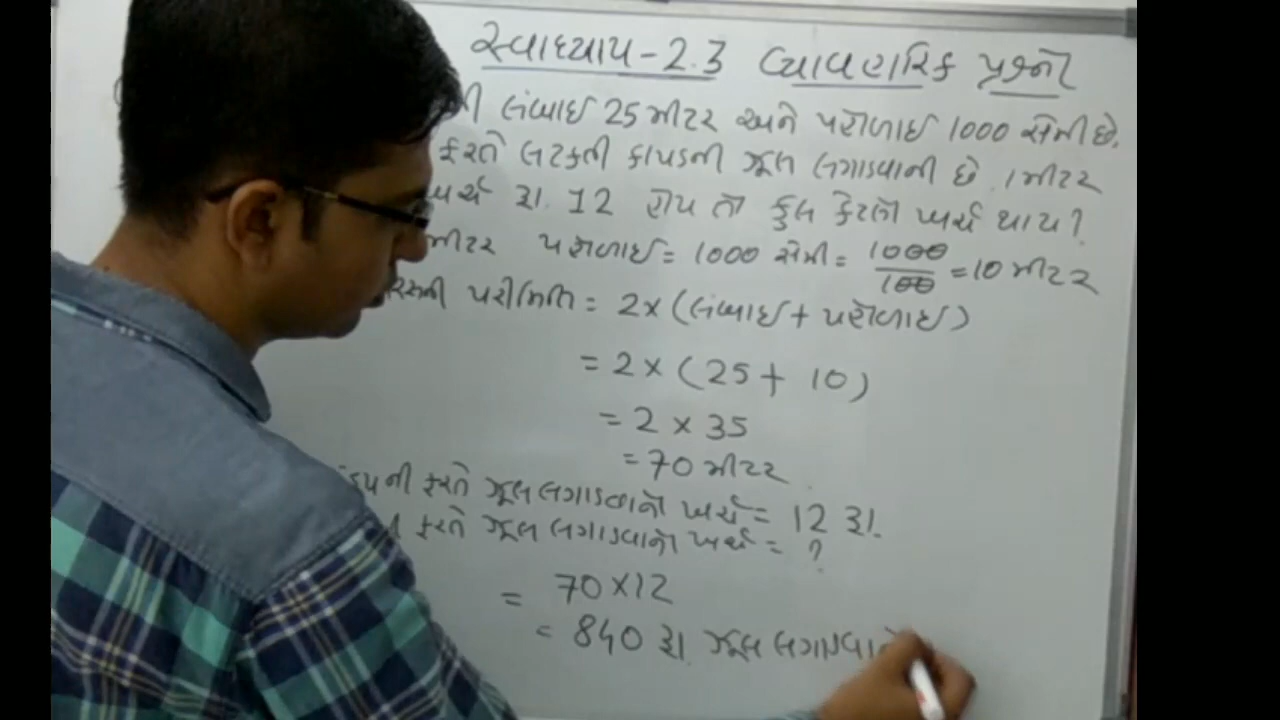 સ્વાધ્યાય-2.3 વ્યાવહારિક પ્રશ્નો
ની લંબાઇ 25 મીટર અને પહોળાઇ 1000 સેમી છે.
ફરતે લટકતી કાપડની ઝૂલ લગાડવાની છે. 1 મીટર
ખર્ચ રૂા. 12 હોય તો કુલ કેટલો ખર્ચ થાય?
મીટર પહોળાઇ = 1000 સેમી = 1000/100 = 10 મીટર
પરીમિતિ = 2 × (લંબાઇ + પહોળાઇ)
= 2 × (25 + 10)
= 2 × 35
= 70 મીટર
ની ફરતે ઝૂલ લગાડવાનો ખર્ચ = 12 રૂા.
ફરતે ઝૂલ લગાડવાનો ખર્ચ = ?
= 70×12
= 840 રૂા. ઝૂલ લગાડવાનો